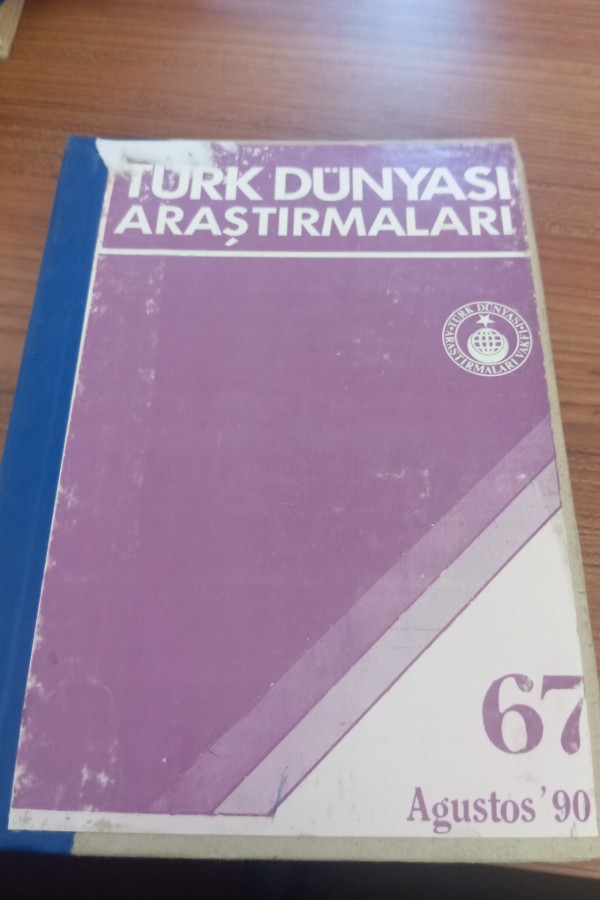 TÜRK DÜNYASI
ARAŞTIRMALARI
TÜRK DÜNYASI
ARAŞTIRMALARI VAKFI
67
Agustos '90